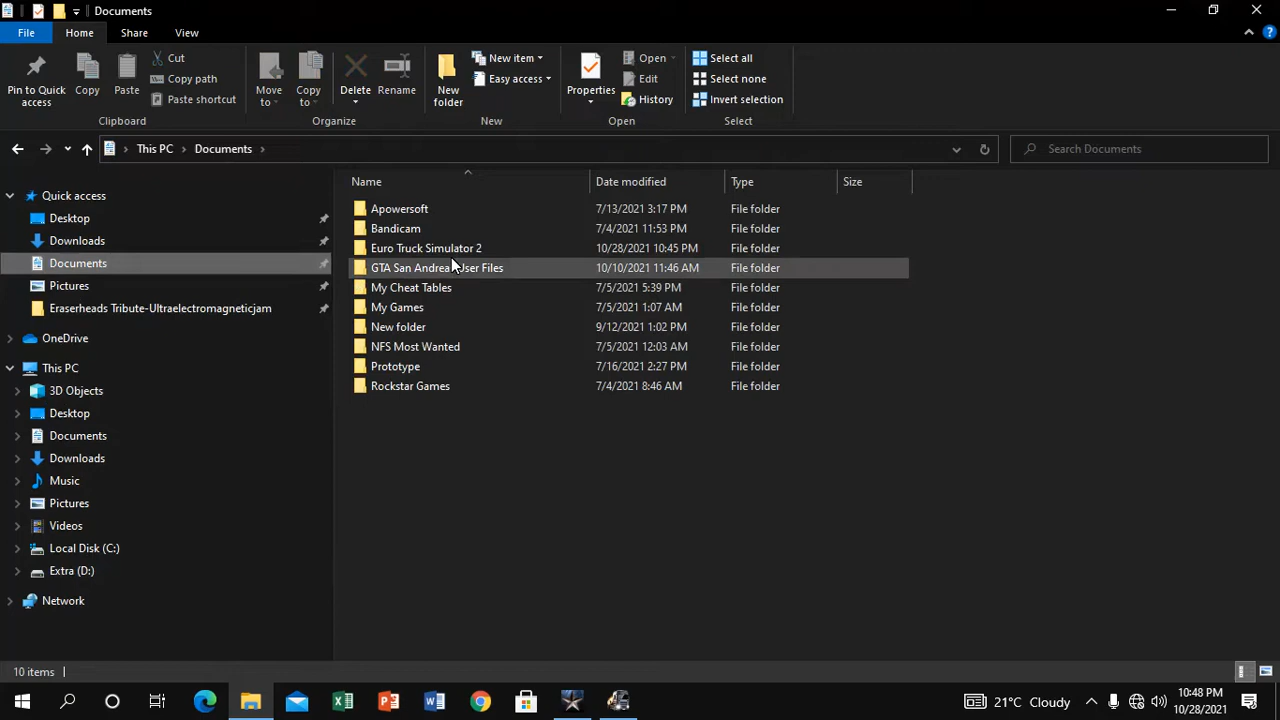 Documents
File Home Share View
Pin to Quick access
Copy
Paste
Cut
Copy path
Paste shortcut
Clipboard
Move to
Copy to
Delete
Rename
Organize
New folder
New item
Easy access
New
Properties
Open
Edit
History
Open
Select all
Select none
Invert selection
Select
This PC Documents
Search Documents
Quick access
Desktop
Downloads
Documents
Pictures
Eraserheads Tribute-Ultraelectromagneticjam
OneDrive
This PC
3D Objects
Desktop
Documents
Downloads
Music
Pictures
Videos
Local Disk (C:)
Extra (D:)
Network
Name Date modified Type Size
Apowersoft 7/13/2021 3:17 PM File folder
Bandicam 7/4/2021 11:53 PM File folder
Euro Truck Simulator 2 10/28/2021 10:45 PM File folder
GTA San Andreas User Files 10/10/2021 11:46 AM File folder
My Cheat Tables 7/5/2021 5:39 PM File folder
My Games 7/5/2021 1:07 AM File folder
New folder 9/12/2021 1:02 PM File folder
NFS Most Wanted 7/5/2021 12:03 AM File folder
Prototype 7/16/2021 2:27 PM File folder
Rockstar Games 7/4/2021 8:46 AM File folder
10 items
21°C Cloudy
10:48 PM
10/28/2021